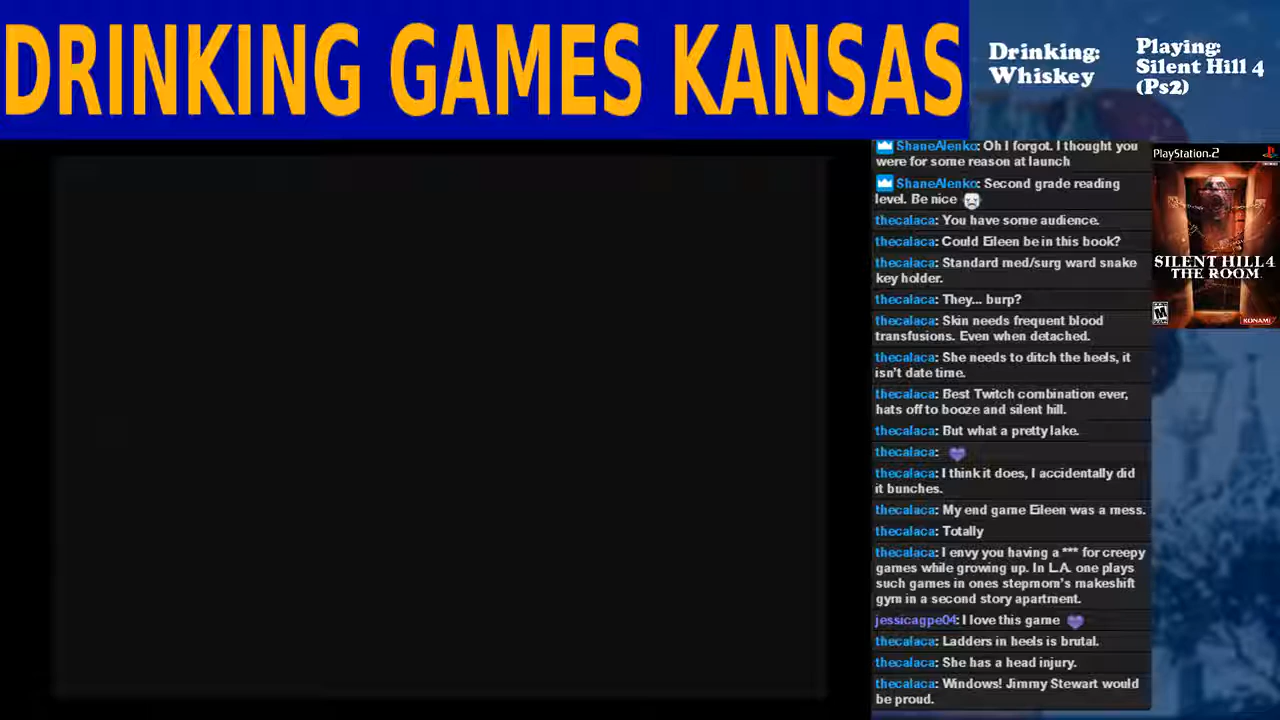 DRINKING GAMES KANSAS
Drinking:
Whiskey
Playing:
Silent Hill 4
(Ps2)
ShaneAlenko: Oh I forgot. I thought you
were for some reason at launch
ShaneAlenko: Second grade reading
level. Be nice
thecalaca: You have some audience.
thecalaca: Could Eileen be in this book?
thecalaca: Standard med/surg ward snake
key holder.
thecalaca: They... burp?
thecalaca: Skin needs frequent blood
transfusions. Even when detached.
thecalaca: She needs to ditch the heels, it
isn't date time.
thecalaca: Best Twitch combination ever,
hats off to booze and silent hill.
thecalaca: But what a pretty lake.
thecalaca:
thecalaca: I think it does, I accidentally did
it bunches.
thecalaca: My end game Eileen was a mess.
thecalaca: Totally
thecalaca: I envy you having a *** for creepy
games while growing up. In L.A. one plays
such games in ones stepmom's makeshift
gym in a second story apartment.
jessicagpe04: I love this game
thecalaca: Ladders in heels is brutal.
thecalaca: She has a head injury.
thecalaca: Windows! Jimmy Stewart would
be proud.
PlayStation.2
SILENT HILL 4
THE ROOM
M
KONAMI